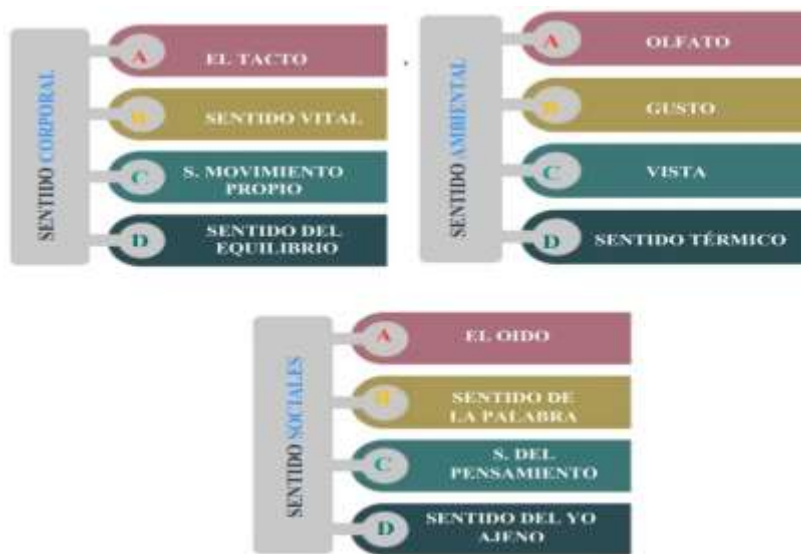 SENTIDO CORPORAL
A
EL TACTO
B
SENTIDO VITAL
C
S. MOVIMIENTO
PROPIO
D
SENTIDO DEL
EQUILIBRIO
SENTIDO AMBIENTAL
A
OLFATO
B
GUSTO
C
VISTA
D
SENTIDO TÉRMICO
SENTIDO SOCIALES
A
EL OIDO
B
SENTIDO DE
LA PALABRA
C
S. DEL
PENSAMIENTO
D
SENTIDO DEL YO
AJENO